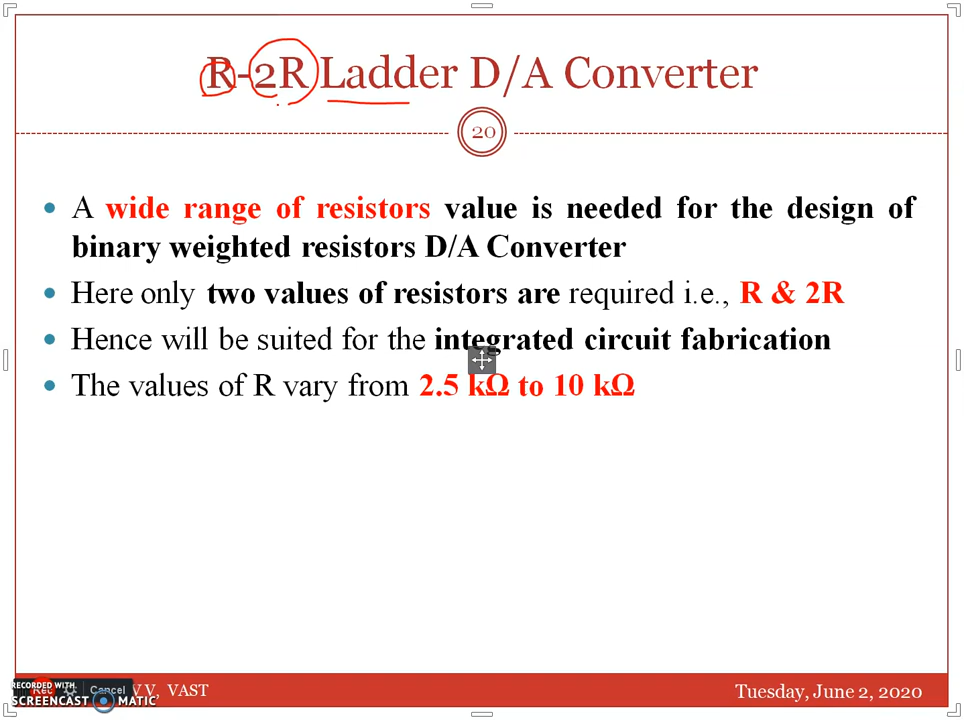 R-2R Ladder D/A Converter
20
A wide range of resistors value is needed for the design of
binary weighted resistors D/A Converter
Here only two values of resistors are required i.e., R & 2R
Hence will be suited for the integrated circuit fabrication
The values of R vary from 2.5 kΩ to 10 kΩ
RECORDED WITH
SCREENCAST MATIC
Rec Cancel V V, VAST
Tuesday, June 2, 2020